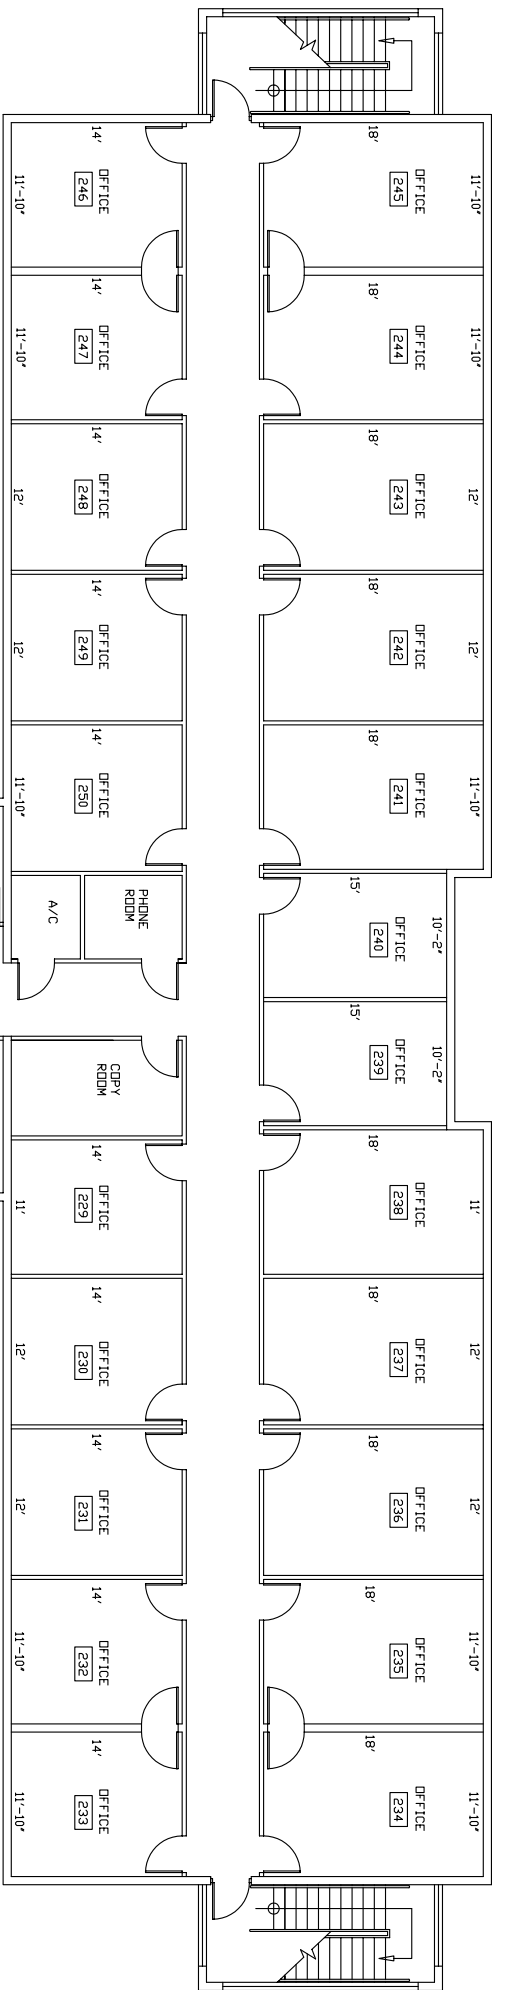 14'
OFFICE
246
11'-10"
18'
OFFICE
245
11'-10"
14'
OFFICE
247
11'-10"
18'
OFFICE
244
11'-10"
14'
OFFICE
248
12'
18'
OFFICE
243
12'
14'
OFFICE
249
12'
18'
OFFICE
242
12'
14'
OFFICE
250
11'-10"
18'
OFFICE
241
11'-10"
A/C
PHONE
ROOM
15'
OFFICE
240
10'-2"
15'
OFFICE
239
10'-2"
COPY
ROOM
14'
OFFICE
229
11'
18'
OFFICE
238
11'
14'
OFFICE
230
12'
18'
OFFICE
237
12'
14'
OFFICE
231
12'
18'
OFFICE
236
12'
14'
OFFICE
232
11'-10"
18'
OFFICE
235
11'-10"
14'
OFFICE
233
11'-10"
18'
OFFICE
234
11'-10"